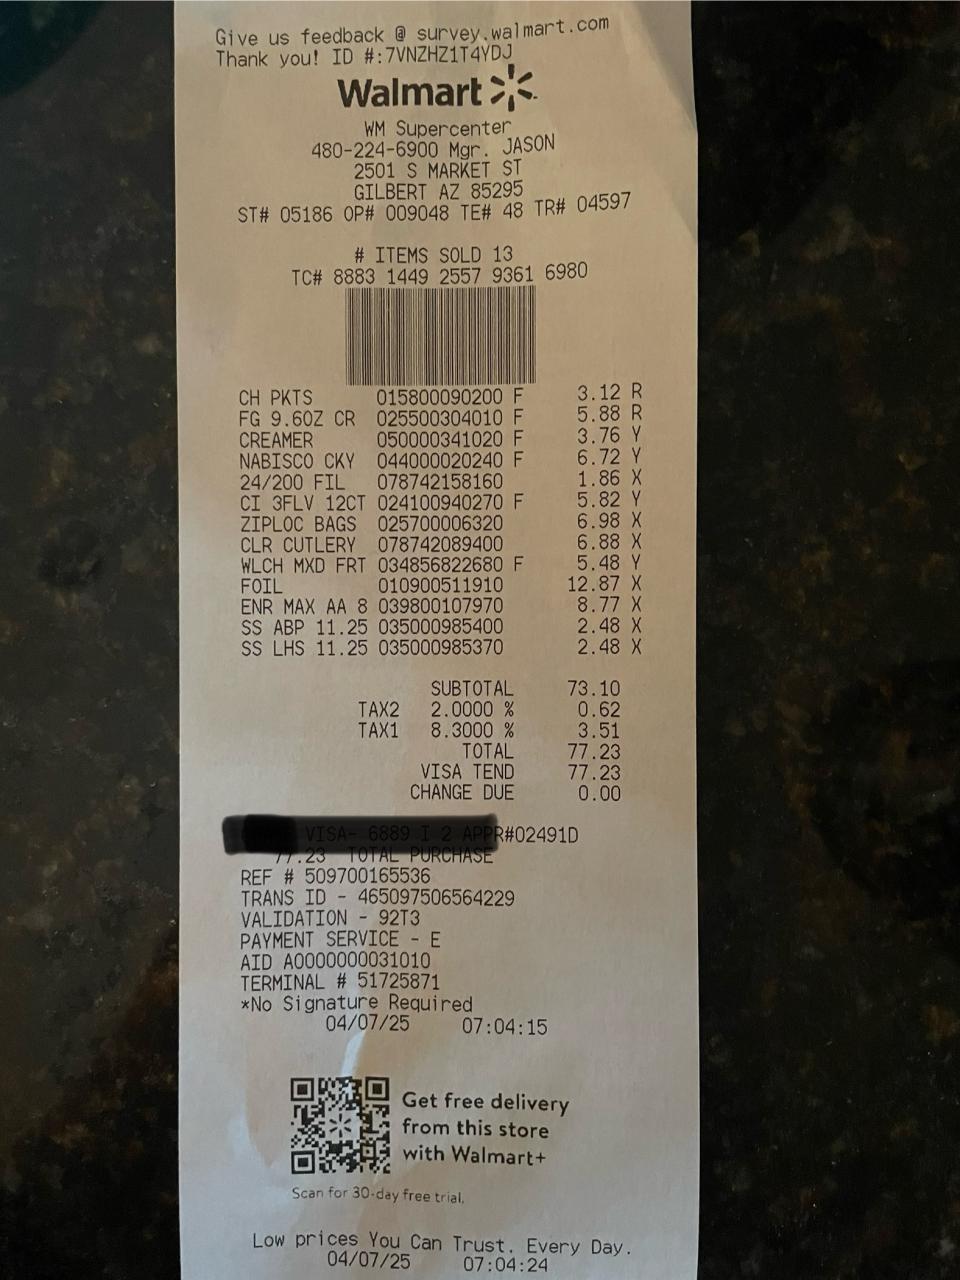 Give us feedback @ survey.walmart.com
Thank you! ID #:7VNZHZ1T4YDJ
Walmart
WM Supercenter
480-224-6900 Mgr. JASON
2501 S MARKET ST
GILBERT AZ 85295
ST# 05186 OP# 009048 TE# 48 TR# 04597
# ITEMS SOLD 13
TC# 8883 1449 2557 9361 6980
CH PKTS 015800090200 F 3.12 R
FG 9.6OZ CR 025500304010 F 5.88 R
CREAMER 050000341020 F 3.76 Y
NABISCO CKY 044000020240 F 6.72 Y
24/200 FIL 078742158160 1.86 X
CI 3FLV 12CT 024100940270 F 5.82 Y
ZIPLOC BAGS 025700006320 6.98 X
CLR CUTLERY 078742089400 6.88 X
WLCH MXD FRT 034856822680 F 5.48 Y
FOIL 010900511910 12.87 X
ENR MAX AA 8 039800107970 8.77 X
SS ABP 11.25 035000985400 2.48 X
SS LHS 11.25 035000985370 2.48 X
SUBTOTAL 73.10
TAX2 2.0000 % 0.62
TAX1 8.3000 % 3.51
TOTAL 77.23
VISA TEND 77.23
CHANGE DUE 0.00
VISA- 6889 I 2 APPR#02491D
77.23 TOTAL PURCHASE
REF # 509700165536
TRANS ID - 465097506564229
VALIDATION - 92T3
PAYMENT SERVICE - E
AID A0000000031010
TERMINAL # 51725871
*No Signature Required
04/07/25 07:04:15
Get free delivery
from this store
with Walmart+
Scan for 30-day free trial.
Low prices You Can Trust. Every Day.
04/07/25 07:04:24